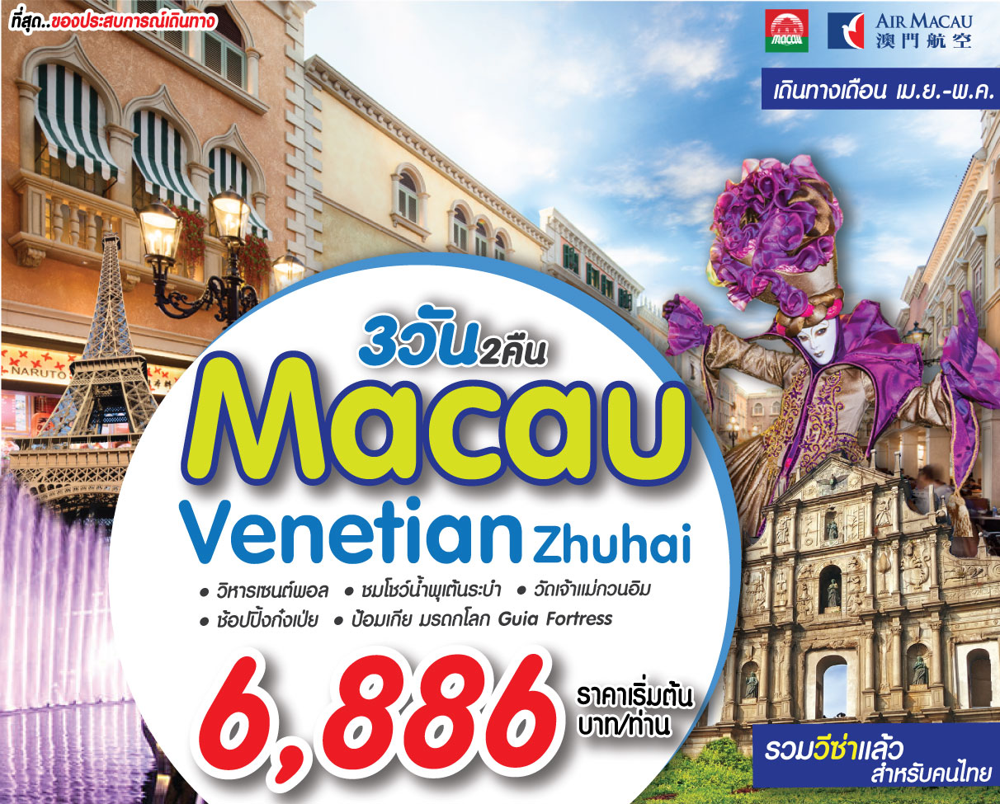 ที่สุด..ของประสบการณ์เดินทาง
MACAU
AIR MACAU
澳門航空
เดินทางเดือน เม.ย.-พ.ค.
NARUTO
3วัน2คืน
Macau
Venetian Zhuhai
• วิหารเซนต์พอล • ชมโชว์น้ำพุเต้นระบำ • วัดเจ้าแม่กวนอิม
• ช้อปปิ้งก๋งเป่ย • ป้อมเกีย มรดกโลก Guia Fortress
6,886
ราคาเริ่มต้น
บาท/ท่าน
รวมวีซ่าแล้ว
สำหรับคนไทย